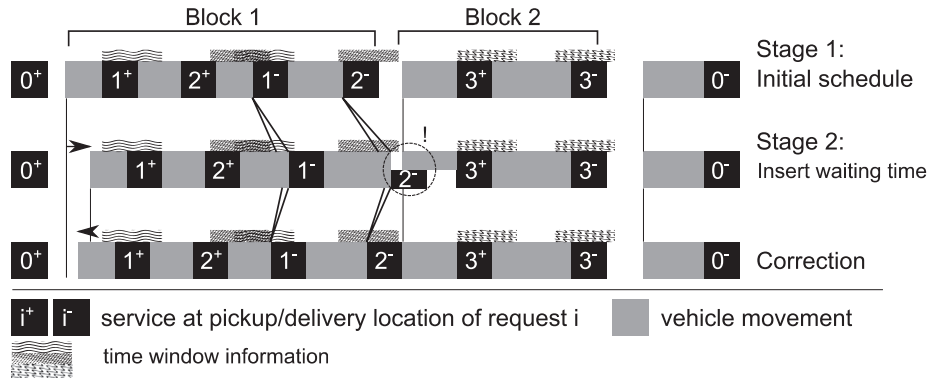 Block 1 Block 2
Stage 1:
0⁺ 1⁺ 2⁺ 1⁻ 2⁻ 3⁺ 3⁻ 0⁻ Initial schedule
!
Stage 2:
0⁺ 1⁺ 2⁺ 1⁻ 2⁻ 3⁺ 3⁻ 0⁻ Insert waiting time
0⁺ 1⁺ 2⁺ 1⁻ 2⁻ 3⁺ 3⁻ 0⁻ Correction
i⁺ i⁻ service at pickup/delivery location of request i vehicle movement
time window information